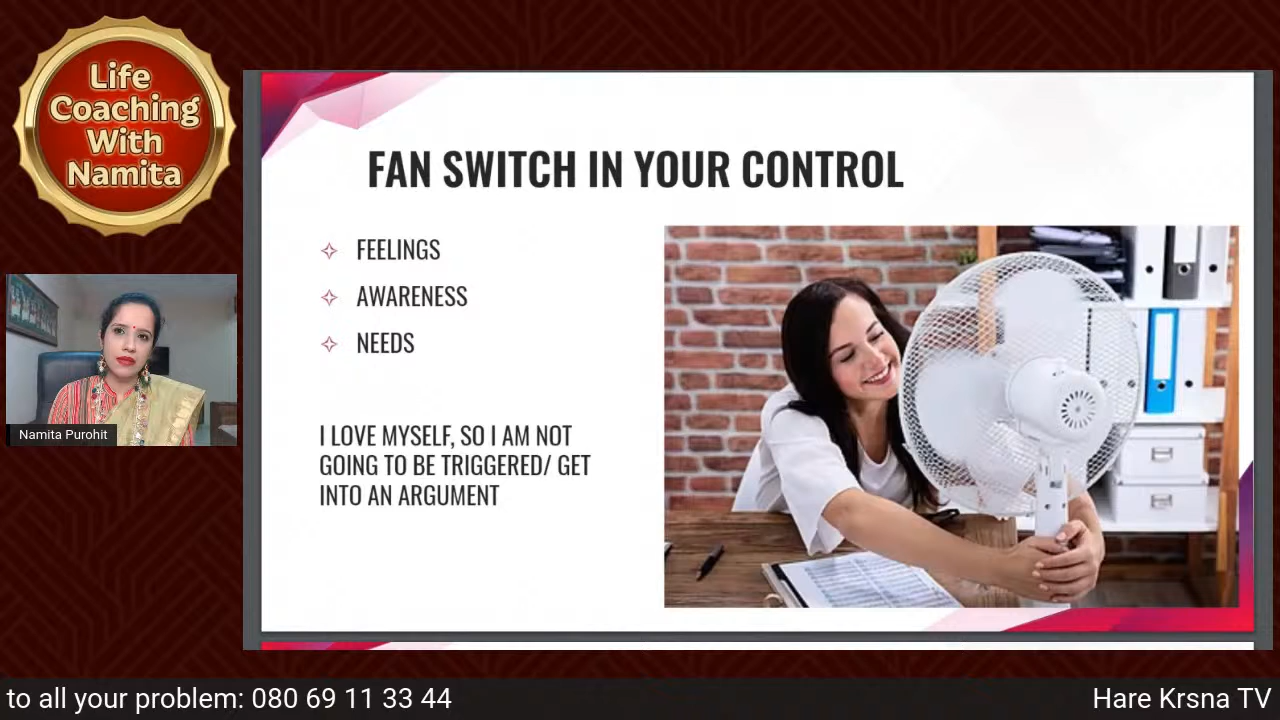 Life
Coaching
With
Namita
Namita Purohit
FAN SWITCH IN YOUR CONTROL
FEELINGS
AWARENESS
NEEDS
I LOVE MYSELF, SO I AM NOT
GOING TO BE TRIGGERED/ GET
INTO AN ARGUMENT
to all your problem: 080 69 11 33 44
Hare Krsna TV